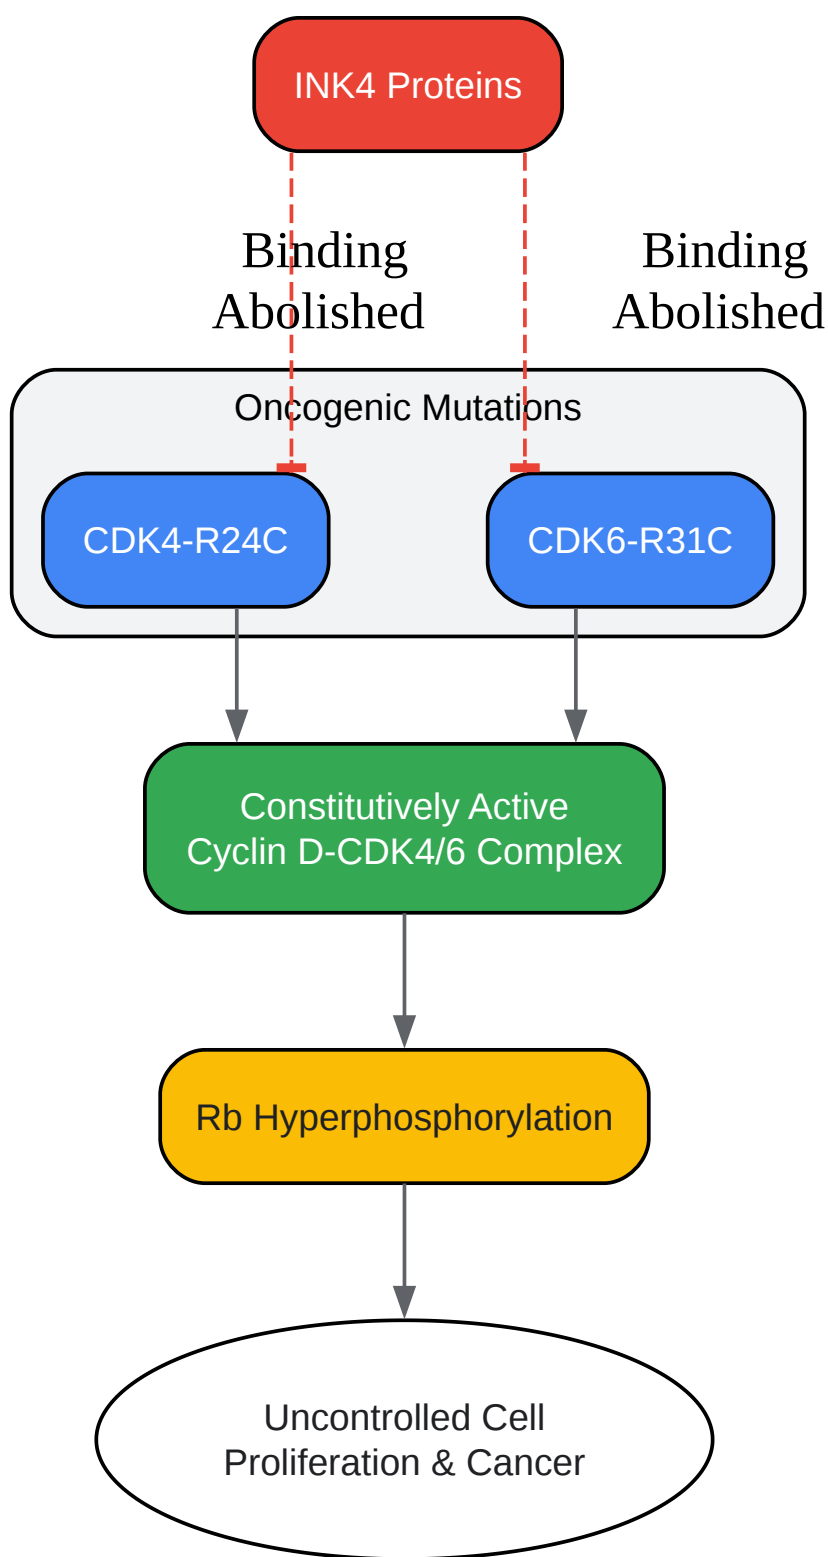 INK4 Proteins
Binding
Abolished
Binding
Abolished
Oncogenic Mutations
CDK4-R24C
CDK6-R31C
Constitutively Active
Cyclin D-CDK4/6 Complex
Rb Hyperphosphorylation
Uncontrolled Cell
Proliferation & Cancer